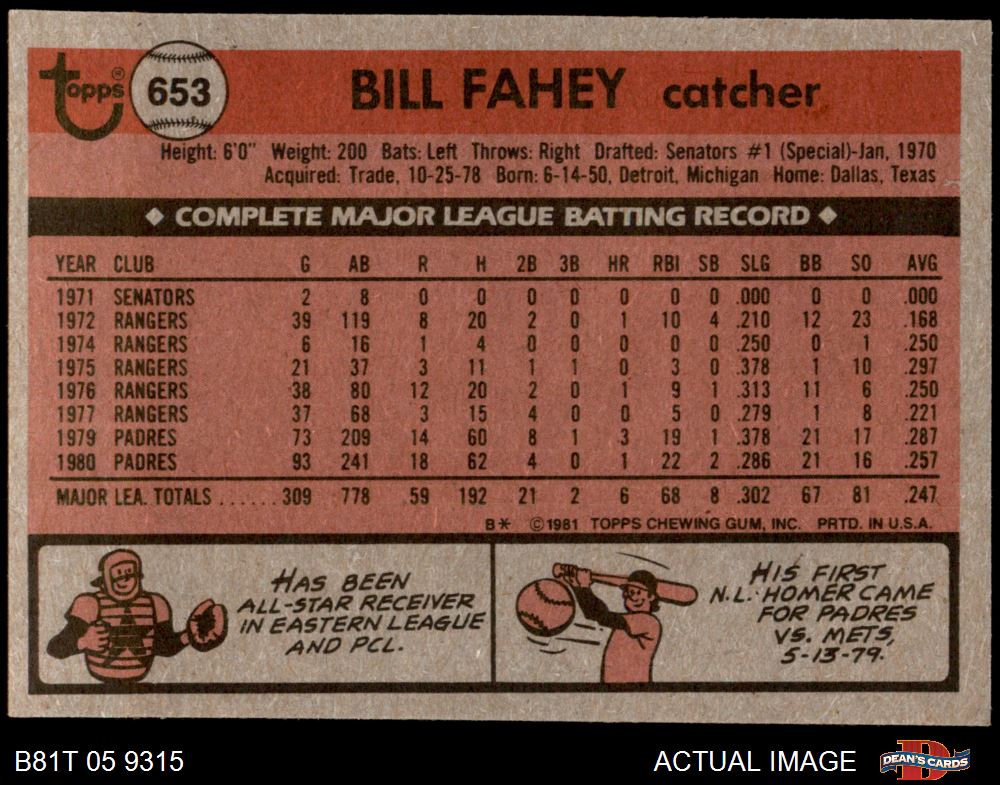 topps® 653 BILL FAHEY catcher
Height: 6'0" Weight: 200 Bats: Left Throws: Right Drafted: Senators #1 (Special)-Jan, 1970
Acquired: Trade, 10-25-78 Born: 6-14-50, Detroit, Michigan Home: Dallas, Texas
◆ COMPLETE MAJOR LEAGUE BATTING RECORD ◆
YEAR CLUB G AB R H 2B 3B HR RBI SB SLG BB SO AVG
1971 SENATORS 2 8 0 0 0 0 0 0 0 .000 0 0 .000
1972 RANGERS 39 119 8 20 2 0 1 10 4 .210 12 23 .168
1974 RANGERS 6 16 1 4 0 0 0 0 0 .250 0 1 .250
1975 RANGERS 21 37 3 11 1 1 0 3 0 .378 1 10 .297
1976 RANGERS 38 80 12 20 2 0 1 9 1 .313 11 6 .250
1977 RANGERS 37 68 3 15 4 0 0 5 0 .279 1 8 .221
1979 PADRES 73 209 14 60 8 1 3 19 1 .378 21 17 .287
1980 PADRES 93 241 18 62 4 0 1 22 2 .286 21 16 .257
MAJOR LEA. TOTALS ...... 309 778 59 192 21 2 6 68 8 .302 67 81 .247
B* ©1981 TOPPS CHEWING GUM, INC. PRTD. IN U.S.A.
HAS BEEN
ALL-STAR RECEIVER
IN EASTERN LEAGUE
AND PCL.
HIS FIRST
N.L. HOMER CAME
FOR PADRES
VS. METS,
5-13-79.
B81T 05 9315 ACTUAL IMAGE D DEAN'S CARDS